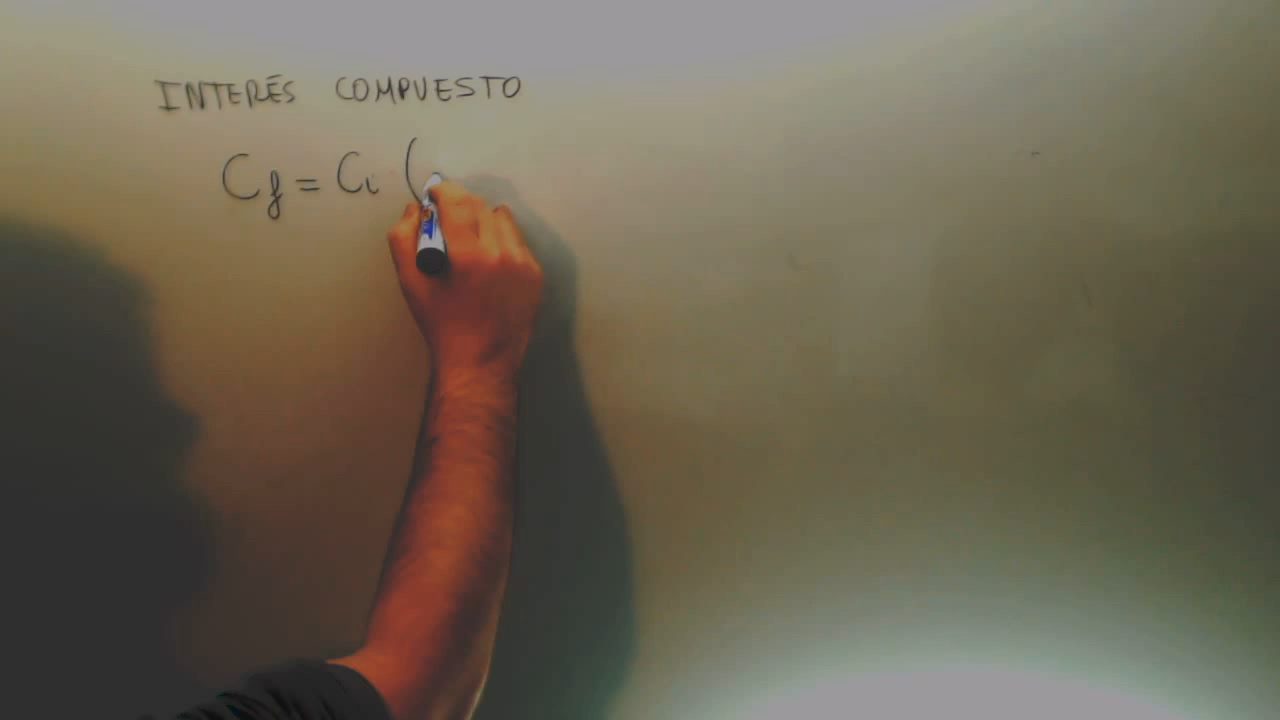 INTERÉS COMPUESTO
Cf = Ci (